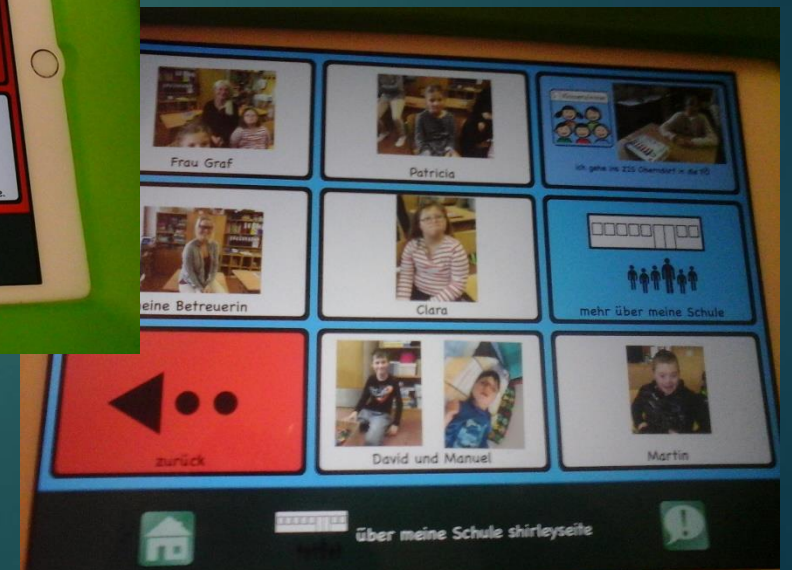 Frau Graf
Patricia
ich gehe ins ZIS Oberndorf in die
eine Betreuerin
Clara
mehr über meine Schule
zurück
David und Manuel
Martin
über meine Schule shirleyseite